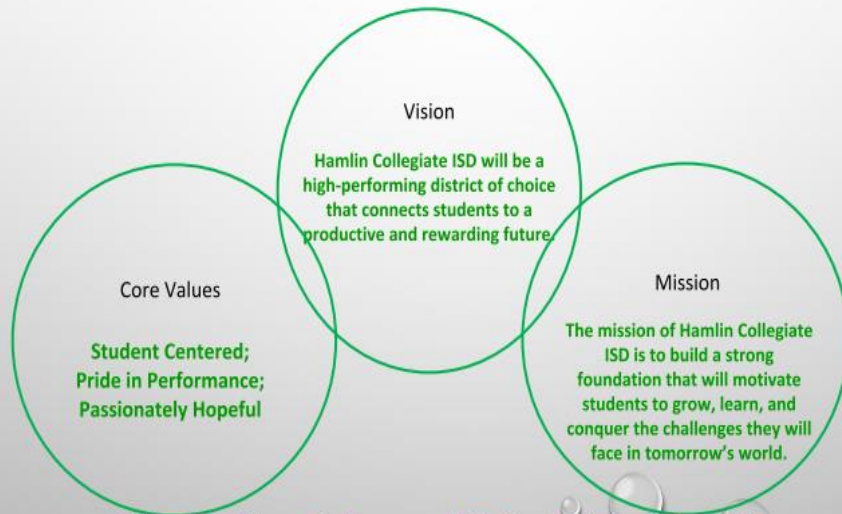 Vision
Hamlin Collegiate ISD will be a
high-performing district of choice
that connects students to a
productive and rewarding future.
Core Values
Student Centered;
Pride in Performance;
Passionately Hopeful
Mission
The mission of Hamlin Collegiate
ISD is to build a strong
foundation that will motivate
students to grow, learn, and
conquer the challenges they will
face in tomorrow's world.